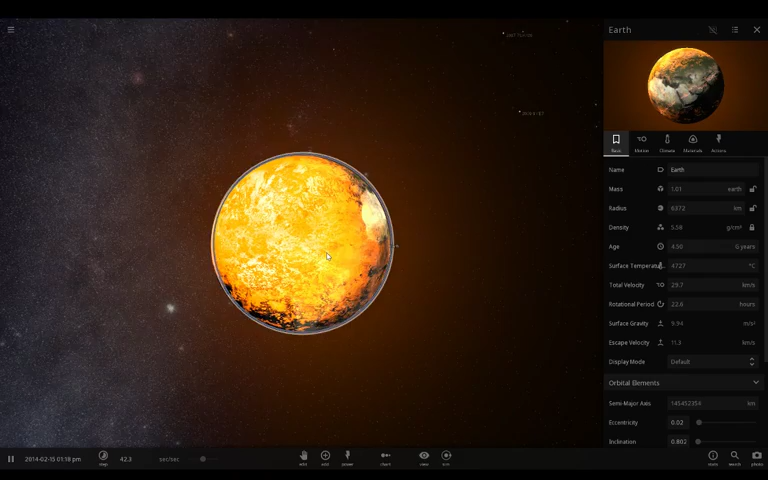 Earth
Basic Motion Climate Materials Actions
Name Earth
Mass 1.01 earth
Radius 6372 km
Density 5.58 g/cm³
Age 4.50 G years
Surface Temperatu 4727 °C
Total Velocity 29.7 km/s
Rotational Period 22.6 hours
Surface Gravity 9.94 m/s²
Escape Velocity 11.3 km/s
Display Mode Default
Orbital Elements
Semi-Major Axis 145452354 km
Eccentricity 0.02
Inclination 0.802
2014-02-15 01:18 pm step 42.3 sec/sec add power chart view sim stats search photo